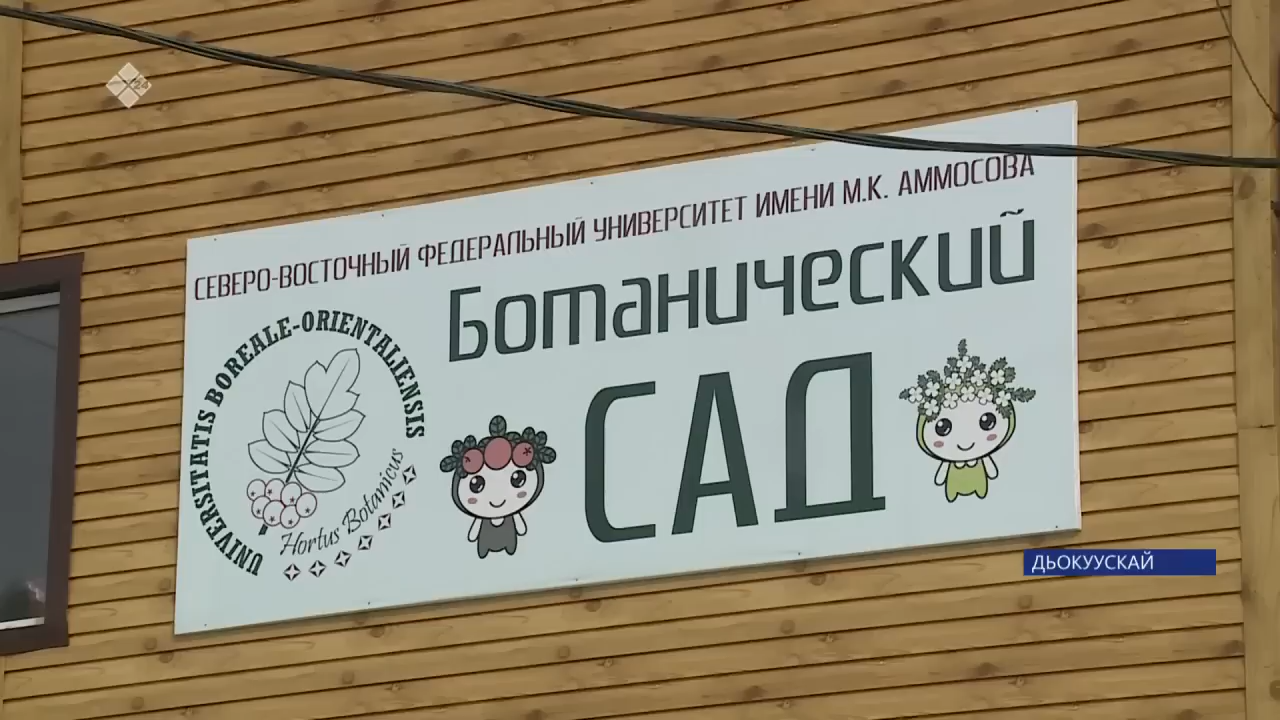 СЕВЕРО-ВОСТОЧНЫЙ ФЕДЕРАЛЬНЫЙ УНИВЕРСИТЕТ ИМЕНИ М.К. АММОСОВА
Ботанический
САД
UNIVERSITATIS BOREALE-ORIENTALIENSIS
Hortus Botanicus
ДЬОКУУСКАЙ